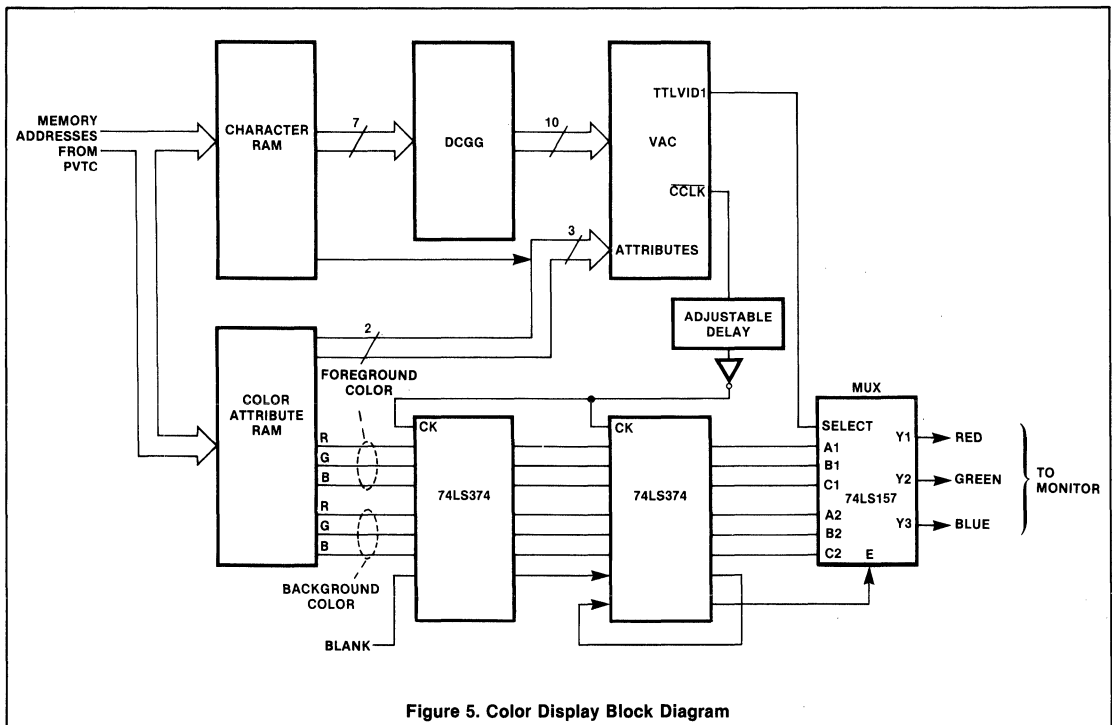 MEMORY
ADDRESSES
FROM
PVTC
CHARACTER
RAM
7
DCGG
10
TTLVID1
VAC
CCLK
3
ATTRIBUTES
ADJUSTABLE
DELAY
COLOR
ATTRIBUTE
RAM
2
FOREGROUND
COLOR
R
G
B
R
G
B
BACKGROUND
COLOR
BLANK
CK
74LS374
CK
74LS374
MUX
SELECT
A1
B1
C1
74LS157
A2
B2
C2
E
Y1
Y2
Y3
RED
GREEN
BLUE
TO
MONITOR
Figure 5. Color Display Block Diagram